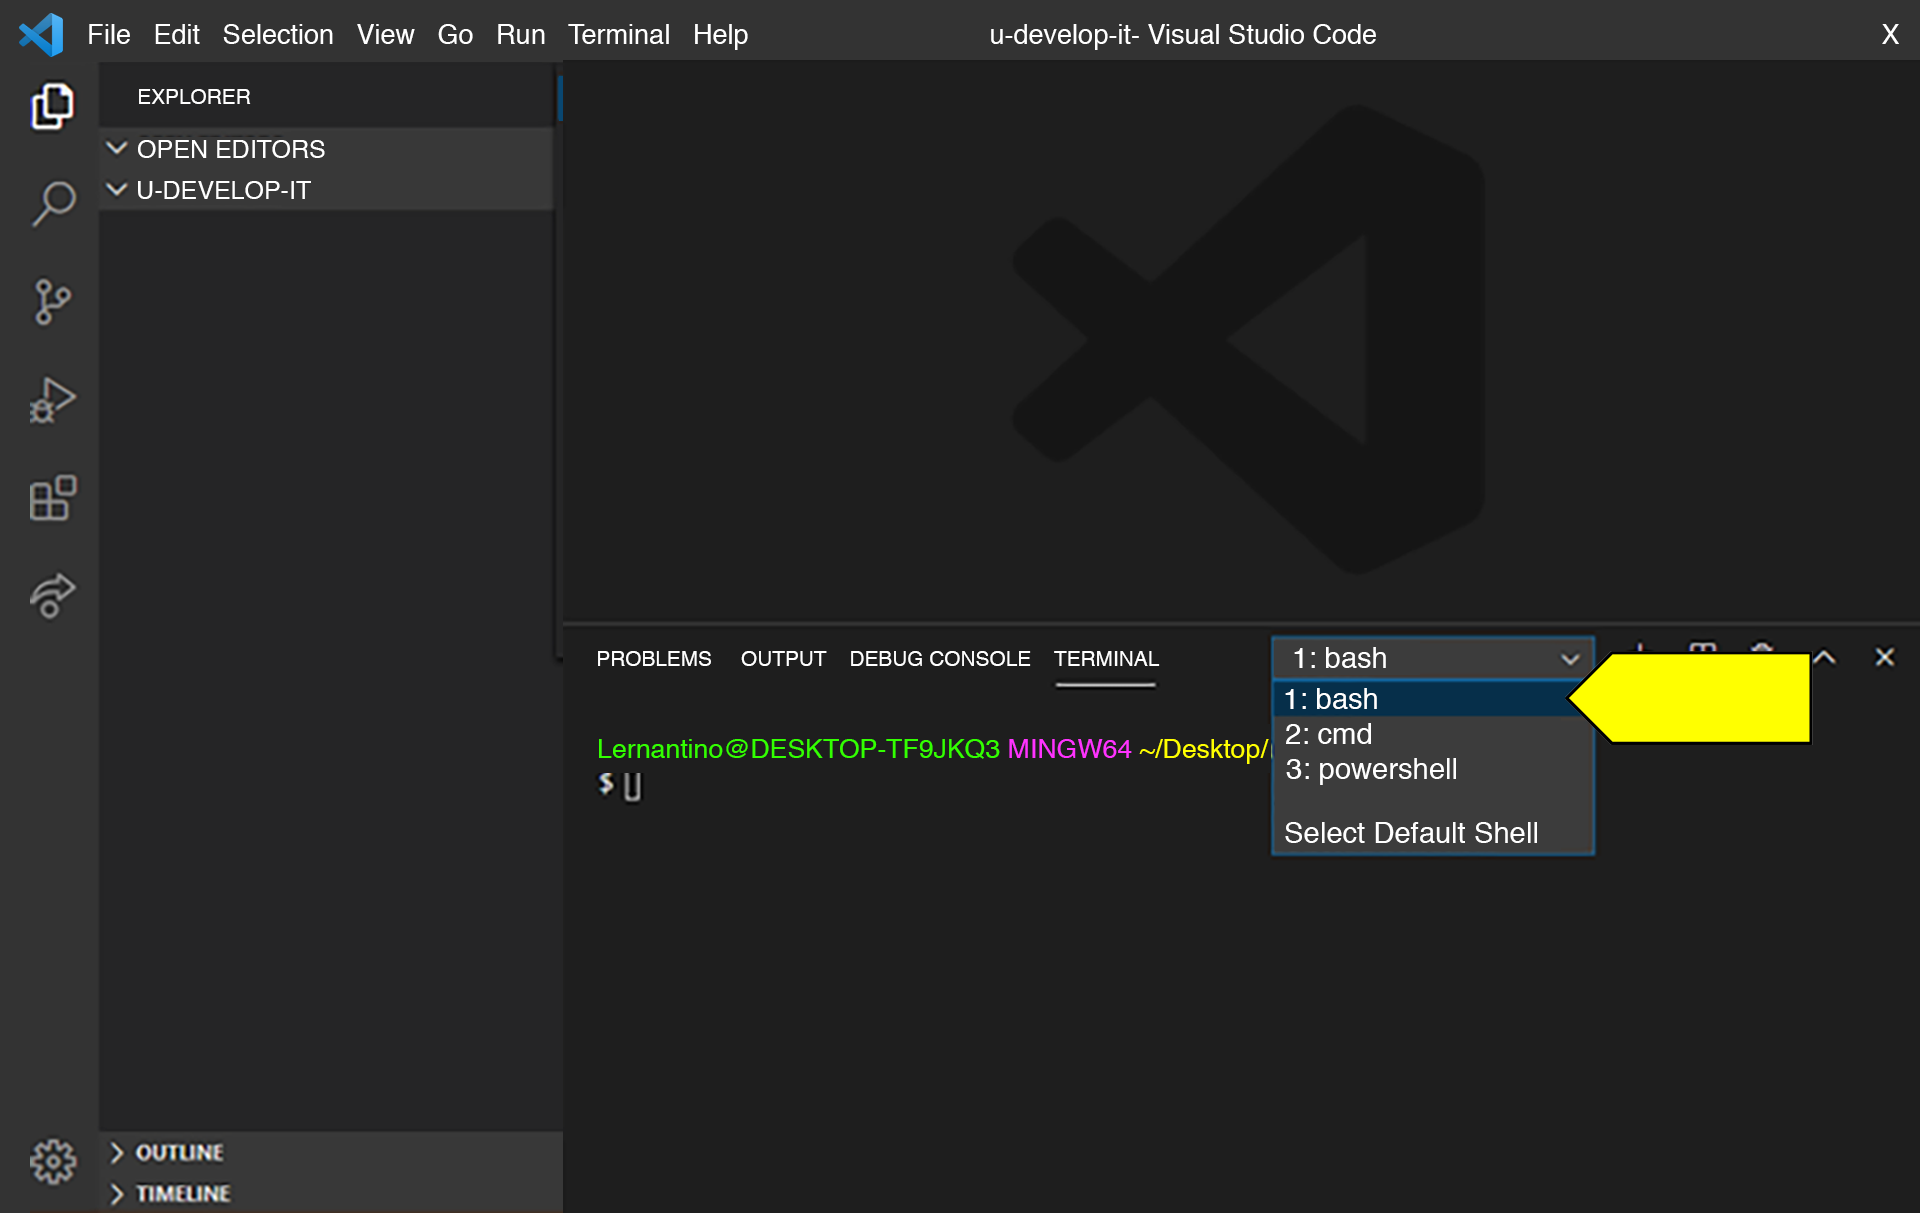 File Edit Selection View Go Run Terminal Help u-develop-it- Visual Studio Code X
EXPLORER
OPEN EDITORS
U-DEVELOP-IT
OUTLINE
TIMELINE
PROBLEMS OUTPUT DEBUG CONSOLE TERMINAL 1: bash
1: bash
2: cmd
3: powershell
Select Default Shell
Lernantino@DESKTOP-TF9JKQ3 MINGW64 ~/Desktop/
$